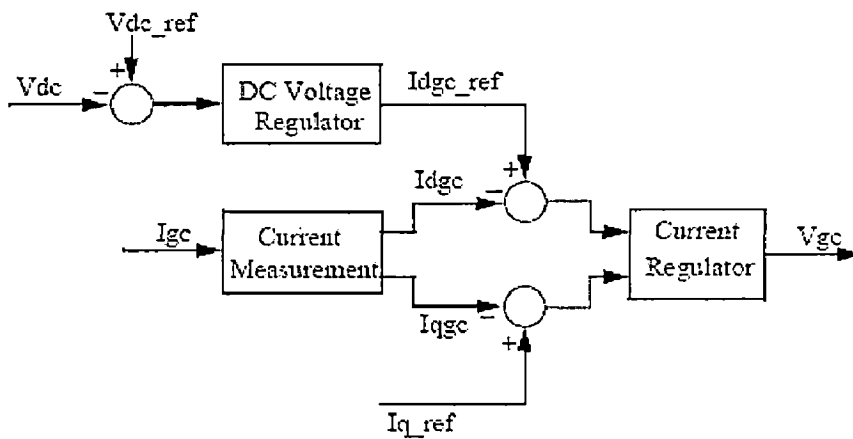 Vdc_ref
+
Vdc
−
DC Voltage
Regulator
Idgc_ref
+
−
Idgc
Igc
Current
Measurement
Current
Regulator
Vgc
Iqgc
−
+
Iq_ref